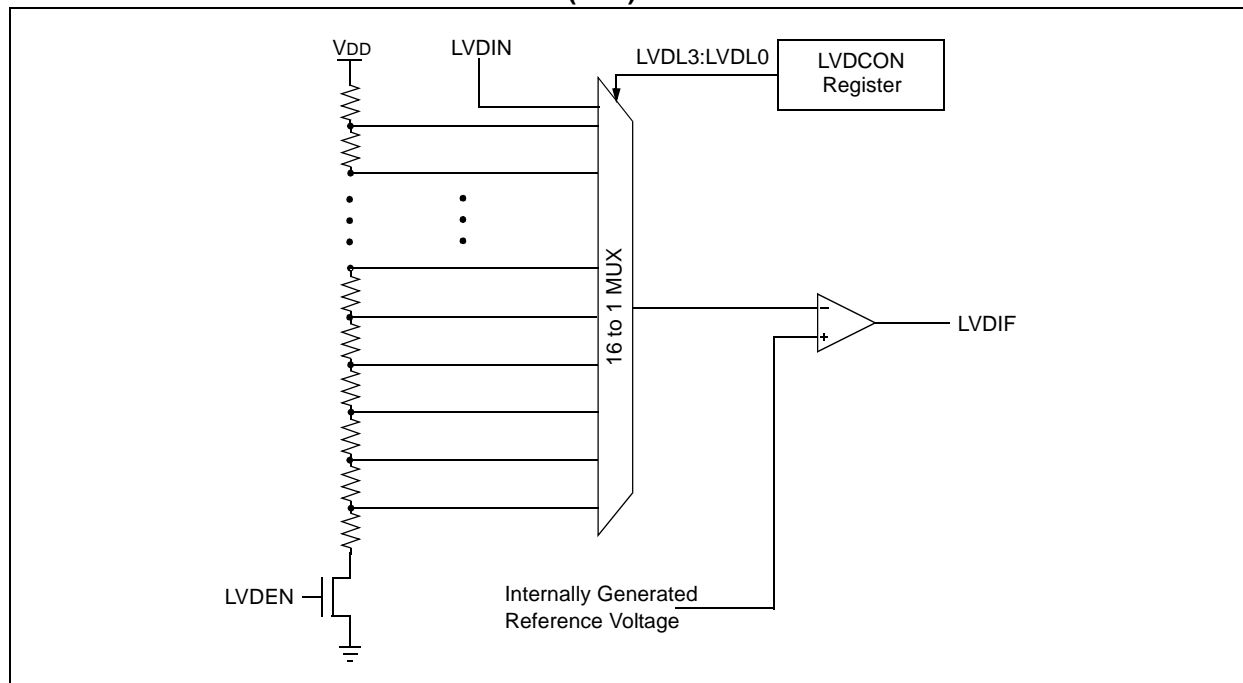 VDD
LVDIN
LVDL3:LVDL0
LVDCON
Register
16 to 1 MUX
−
+
LVDIF
LVDEN
Internally Generated
Reference Voltage